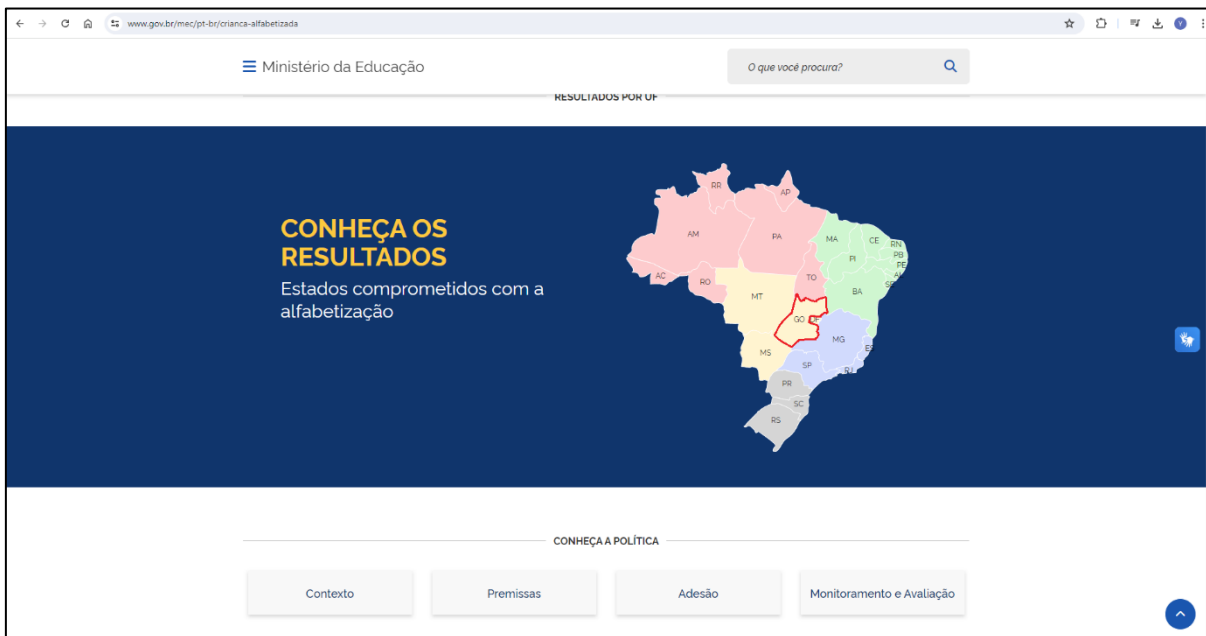 www.gov.br/mec/pt-br/crianca-alfabetizada
Y
Ministério da Educação
O que você procura?
RESULTADOS POR UF
CONHEÇA OS
RESULTADOS
Estados comprometidos com a
alfabetização
RR
AP
AM
PA
MA
CE
RN
PB
PI
PE
AC
RO
TO
BA
MT
GO
DF
MG
MS
SP
RJ
PR
SC
RS
CONHEÇA A POLÍTICA
Contexto
Premissas
Adesão
Monitoramento e Avaliação